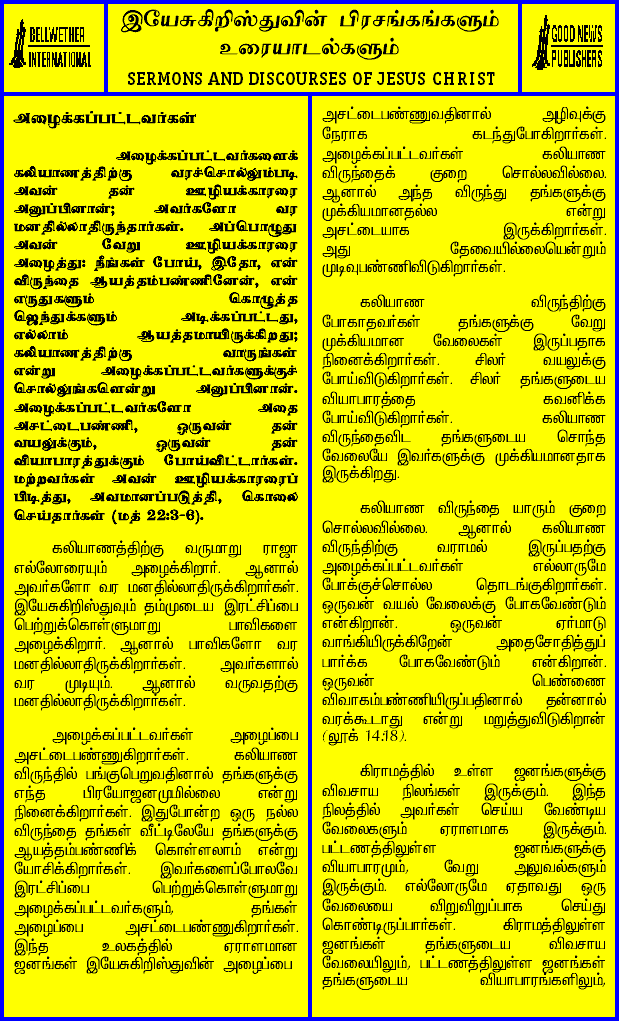 BELLWETHER
INTERNATIONAL
இயேசுகிறிஸ்துவின் பிரசங்கங்களும்
உரையாடல்களும்
SERMONS AND DISCOURSES OF JESUS CHRIST
GOOD NEWS
PUBLISHERS
அழைக்கப்பட்டவர்கள்
அழைக்கப்பட்டவர்களைக்
கலியாணத்திற்கு வரச்சொல்லும்படி
அவன் தன் ஊழியக்காரரை
அனுப்பினான்; அவர்களோ வர
மனதில்லாதிருந்தார்கள். அப்பொழுது
அவன் வேறு ஊழியக்காரரை
அழைத்து: நீங்கள் போய், இதோ, என்
விருந்தை ஆயத்தம்பண்ணினேன், என்
எருதுகளும் கொழுத்த
ஜெந்துக்களும் அடிக்கப்பட்டது,
எல்லாம் ஆயத்தமாயிருக்கிறது;
கலியாணத்திற்கு வாருங்கள்
என்று அழைக்கப்பட்டவர்களுக்குச்
சொல்லுங்களென்று அனுப்பினான்.
அழைக்கப்பட்டவர்களோ அதை
அசட்டைபண்ணி, ஒருவன் தன்
வயலுக்கும், ஒருவன் தன்
வியாபாரத்துக்கும் போய்விட்டார்கள்.
மற்றவர்கள் அவன் ஊழியக்காரரைப்
பிடித்து, அவமானப்படுத்தி, கொலை
செய்தார்கள் (மத் 22:3-6).
கலியாணத்திற்கு வருமாறு ராஜா
எல்லோரையும் அழைக்கிறார். ஆனால்
அவர்களோ வர மனதில்லாதிருக்கிறார்கள்.
இயேசுகிறிஸ்துவும் தம்முடைய இரட்சிப்பை
பெற்றுக்கொள்ளுமாறு பாவிகளை
அழைக்கிறார். ஆனால் பாவிகளோ வர
மனதில்லாதிருக்கிறார்கள். அவர்களால்
வர முடியும். ஆனால் வருவதற்கு
மனதில்லாதிருக்கிறார்கள்.
அழைக்கப்பட்டவர்கள் அழைப்பை
அசட்டைபண்ணுகிறார்கள். கலியாண
விருந்தில் பங்குபெறுவதினால் தங்களுக்கு
எந்த பிரயோஜனமுமில்லை என்று
நினைக்கிறார்கள். இதுபோன்ற ஒரு நல்ல
விருந்தை தங்கள் வீட்டிலேயே தங்களுக்கு
ஆயத்தம்பண்ணிக் கொள்ளலாம் என்று
யோசிக்கிறார்கள். இவர்களைப்போலவே
இரட்சிப்பை பெற்றுக்கொள்ளுமாறு
அழைக்கப்பட்டவர்களும், தங்கள்
அழைப்பை அசட்டைபண்ணுகிறார்கள்.
இந்த உலகத்தில் ஏராளமான
ஜனங்கள் இயேசுகிறிஸ்துவின் அழைப்பை
அசட்டைபண்ணுவதினால் அழிவுக்கு
நேராக கடந்துபோகிறார்கள்.
அழைக்கப்பட்டவர்கள் கலியாண
விருந்தைக் குறை சொல்லவில்லை.
ஆனால் அந்த விருந்து தங்களுக்கு
முக்கியமானதல்ல என்று
அசட்டையாக இருக்கிறார்கள்.
அது தேவையில்லையென்றும்
முடிவுபண்ணிவிடுகிறார்கள்.
கலியாண விருந்திற்கு
போகாதவர்கள் தங்களுக்கு வேறு
முக்கியமான வேலைகள் இருப்பதாக
நினைக்கிறார்கள். சிலர் வயலுக்கு
போய்விடுகிறார்கள். சிலர் தங்களுடைய
வியாபாரத்தை கவனிக்க
போய்விடுகிறார்கள். கலியாண
விருந்தைவிட தங்களுடைய சொந்த
வேலையே இவர்களுக்கு முக்கியமானதாக
இருக்கிறது.
கலியாண விருந்தை யாரும் குறை
சொல்லவில்லை. ஆனால் கலியாண
விருந்திற்கு வராமல் இருப்பதற்கு
அழைக்கப்பட்டவர்கள் எல்லாருமே
போக்குச்சொல்ல தொடங்குகிறார்கள்.
ஒருவன் வயல் வேலைக்கு போகவேண்டும்
என்கிறான். ஒருவன் ஏர்மாடு
வாங்கியிருக்கிறேன் அதைசோதித்துப்
பார்க்க போகவேண்டும் என்கிறான்.
ஒருவன் பெண்ணை
விவாகம்பண்ணியிருப்பதினால் தன்னால்
வரக்கூடாது என்று மறுத்துவிடுகிறான்
(லூக் 14:18).
கிராமத்தில் உள்ள ஜனங்களுக்கு
விவசாய நிலங்கள் இருக்கும். இந்த
நிலத்தில் அவர்கள் செய்ய வேண்டிய
வேலைகளும் ஏராளமாக இருக்கும்.
பட்டணத்திலுள்ள ஜனங்களுக்கு
வியாபாரமும், வேறு அலுவல்களும்
இருக்கும். எல்லோருமே ஏதாவது ஒரு
வேலையை விறுவிறுப்பாக செய்து
கொண்டிருப்பார்கள். கிராமத்திலுள்ள
ஜனங்கள் தங்களுடைய விவசாய
வேலையிலும், பட்டணத்திலுள்ள ஜனங்கள்
தங்களுடைய வியாபாரங்களிலும்,